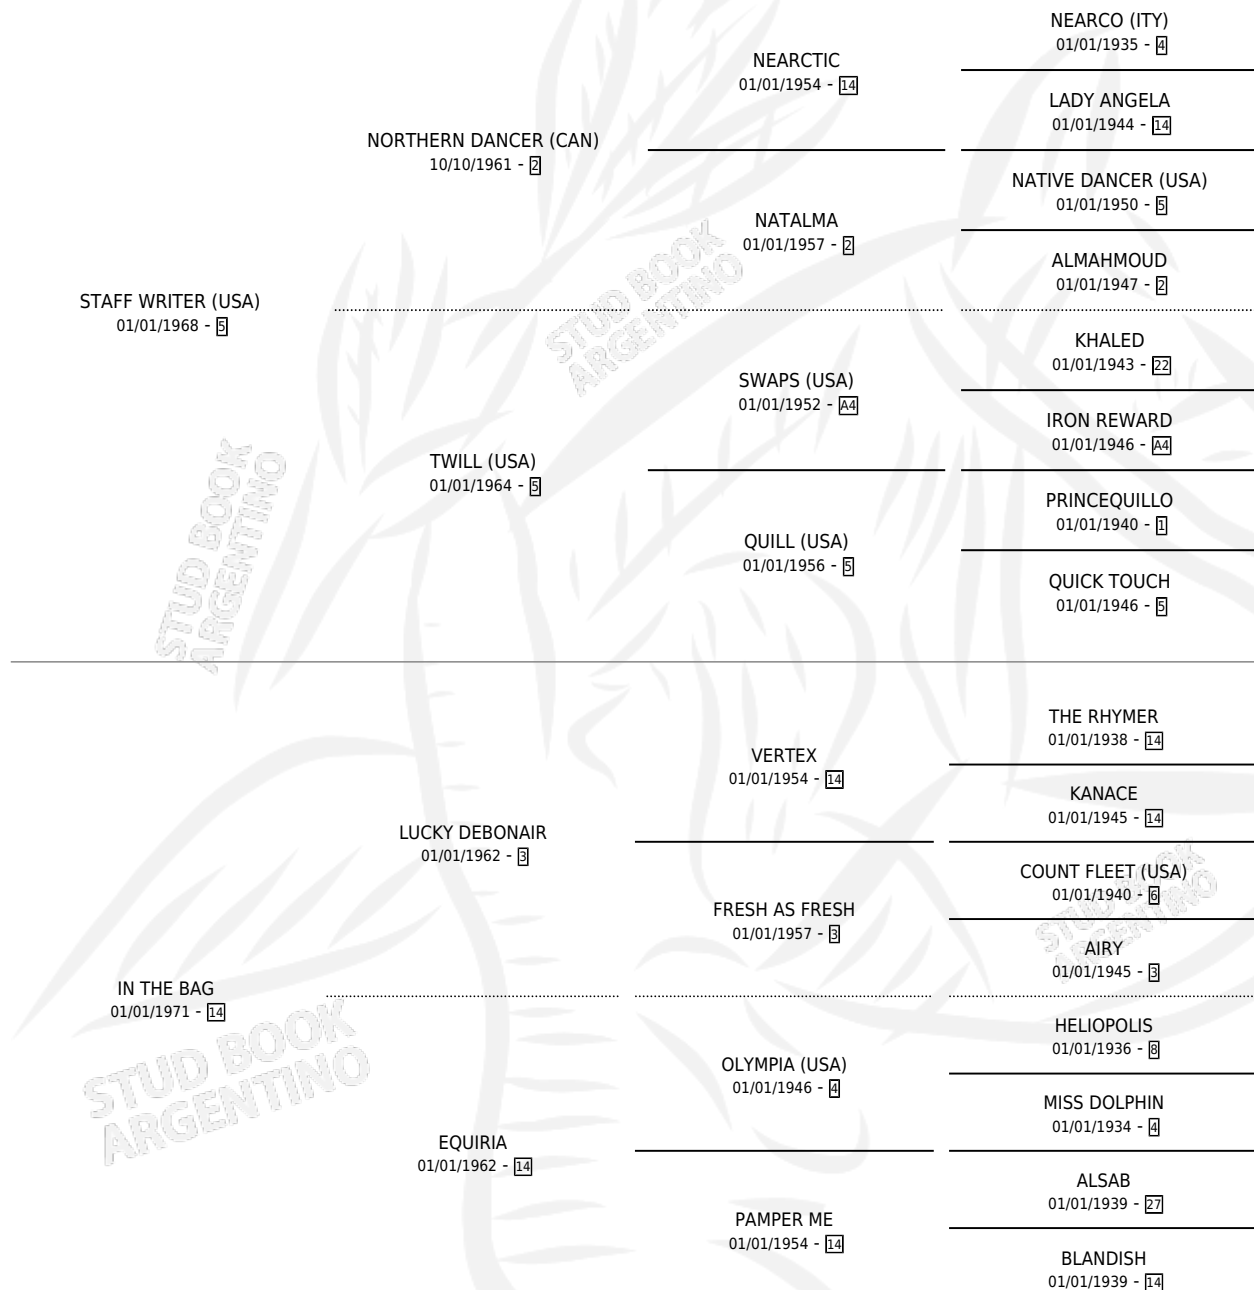 NEARCO (ITY)
01/01/1935 - 4
NEARCTIC
01/01/1954 - 14
LADY ANGELA
01/01/1944 - 14
NORTHERN DANCER (CAN)
10/10/1961 - 2
NATIVE DANCER (USA)
01/01/1950 - 5
NATALMA
01/01/1957 - 2
ALMAHMOUD
01/01/1947 - 2
STAFF WRITER (USA)
01/01/1968 - 5
KHALED
01/01/1943 - 22
SWAPS (USA)
01/01/1952 - A4
IRON REWARD
01/01/1946 - A4
TWILL (USA)
01/01/1964 - 5
PRINCEQUILLO
01/01/1940 - 1
QUILL (USA)
01/01/1956 - 5
QUICK TOUCH
01/01/1946 - 5
THE RHYMER
01/01/1938 - 14
VERTEX
01/01/1954 - 14
KANACE
01/01/1945 - 14
LUCKY DEBONAIR
01/01/1962 - 3
COUNT FLEET (USA)
01/01/1940 - 6
FRESH AS FRESH
01/01/1957 - 3
AIRY
01/01/1945 - 3
IN THE BAG
01/01/1971 - 14
HELIOPOLIS
01/01/1936 - 8
OLYMPIA (USA)
01/01/1946 - 4
MISS DOLPHIN
01/01/1934 - 4
EQUIRIA
01/01/1962 - 14
ALSAB
01/01/1939 - 27
PAMPER ME
01/01/1954 - 14
BLANDISH
01/01/1939 - 14
STUD BOOK
ARGENTINO
STUD BOOK
ARGENTINO
STUD BOOK
ARGENTINO
STUD BOOK
ARGENTINO